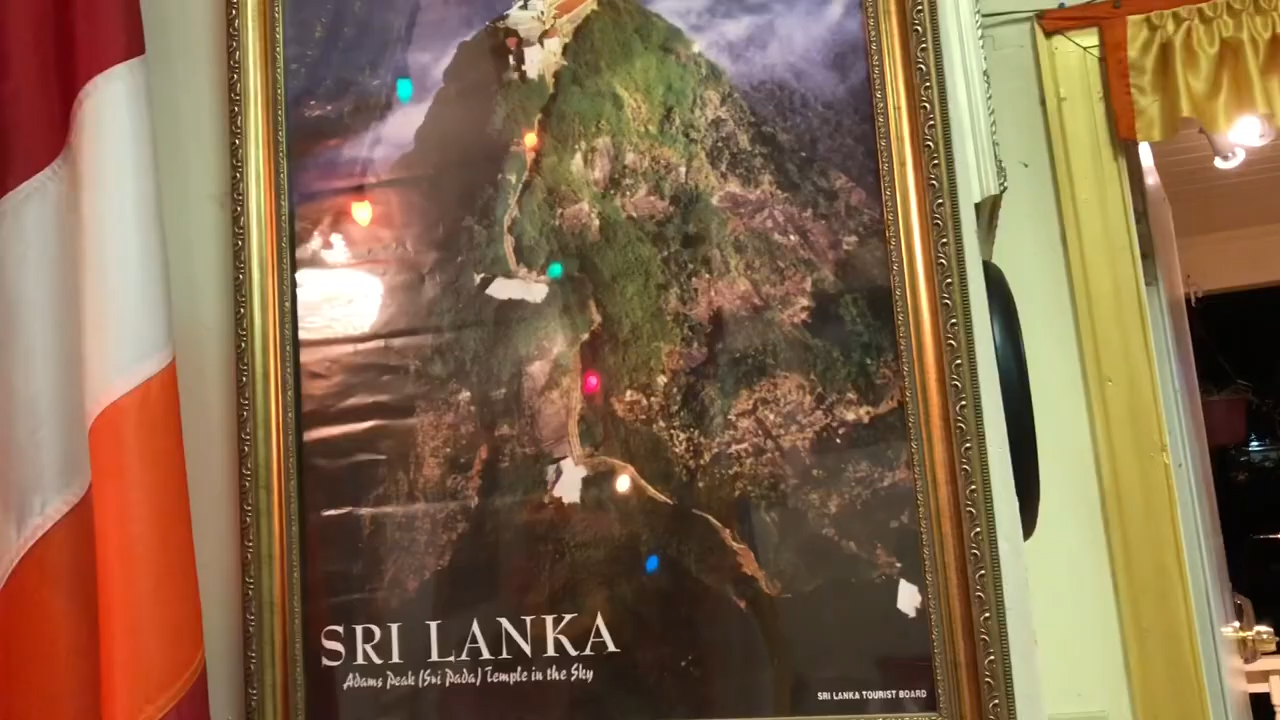 SRI LANKA
Adams Peak (Sri Pada) Temple in the Sky
SRI LANKA TOURIST BOARD